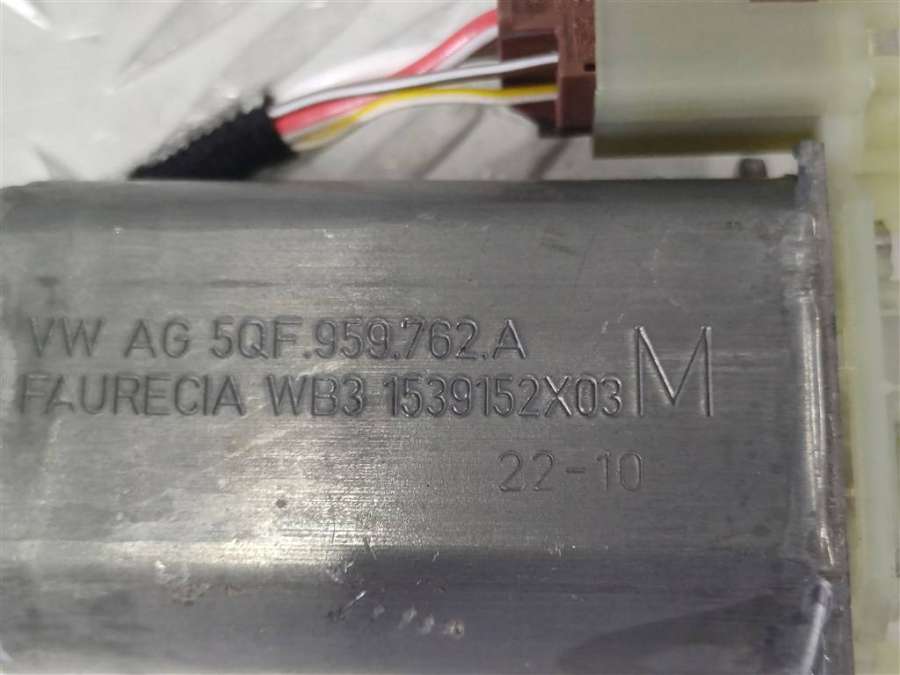 VW AG 5QF.959.762.A
FAURECIA WB3 1539152X03 M
22-10